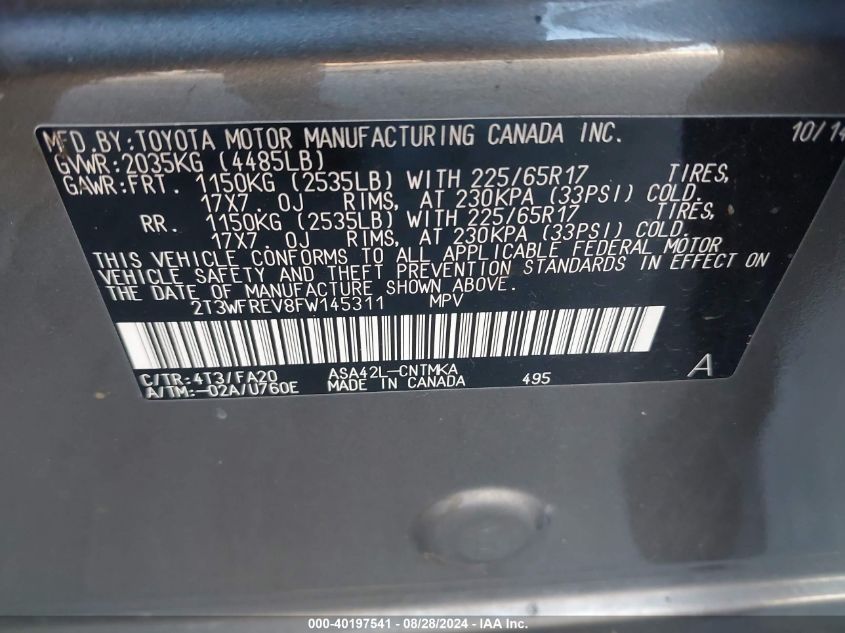 MFD.BY:TOYOTA MOTOR MANUFACTURING CANADA INC. 10/14
GVWR:2035KG (4485LB)
GAWR:FRT. 1150KG (2535LB) WITH 225/65R17 TIRES,
17X7.0J RIMS, AT 230KPA (33PSI) COLD.
RR. 1150KG (2535LB) WITH 225/65R17 TIRES,
17X7.0J RIMS, AT 230KPA (33PSI) COLD.
THIS VEHICLE CONFORMS TO ALL APPLICABLE FEDERAL MOTOR
VEHICLE SAFETY AND THEFT PREVENTION STANDARDS IN EFFECT ON
THE DATE OF MANUFACTURE SHOWN ABOVE.
2T3WFREV8FW145311 MPV
C/TR:4T3/FA20 ASA42L-CNTMKA A
A/TM:-02A/U760E MADE IN CANADA 495
000-40197541 - 08/28/2024 - IAA Inc.